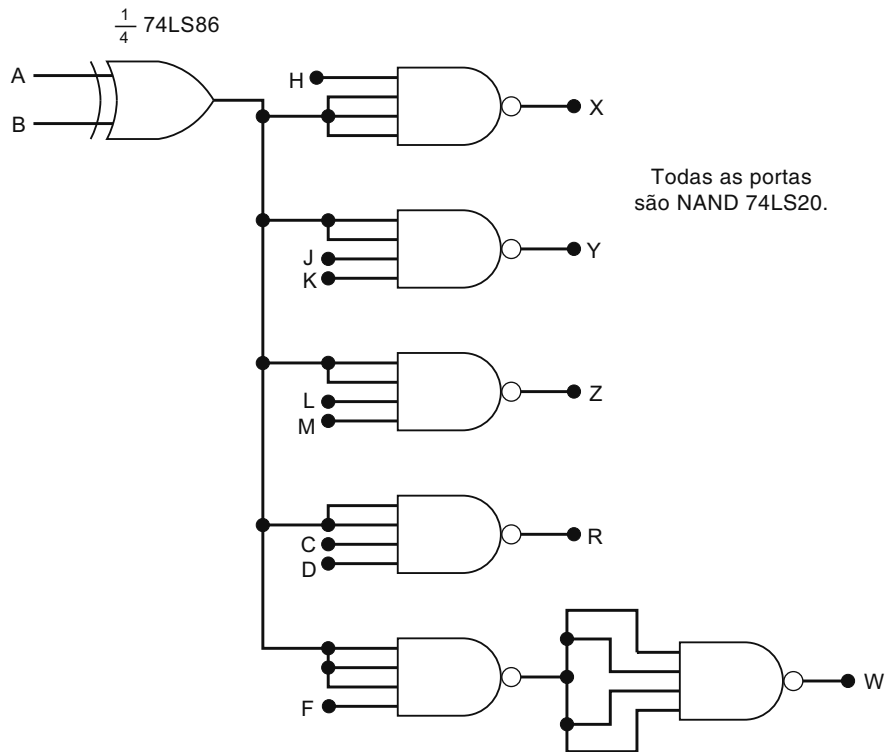 1/4 74LS86
A
B
H
X
Todas as portas
são NAND 74LS20.
J
K
Y
L
M
Z
C
D
R
F
W